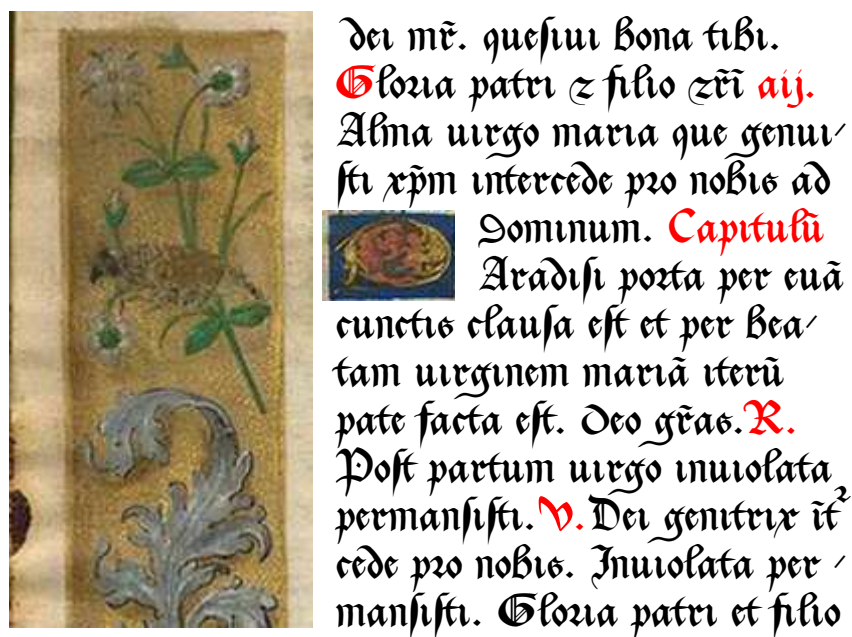 dei mr̃. quesiui bona tibi.
Gloria patri ⁊ filio ⁊r̃i aij.
Alma uirgo maria que genui⸝
sti xp̃m intercede pro nobis ad
dominum. Capitulũ
Aradisi porta per euã
cunctis clausa est et per bea⸝
tam uirginem mariã iterũ
pate facta est. Deo gr̃as. R.
Post partum uirgo inuiolata
permansisti. V. Dei genitrix ĩt̾
cede pro nobis. Inuiolata per ⸝
mansisti. Gloria patri et filio